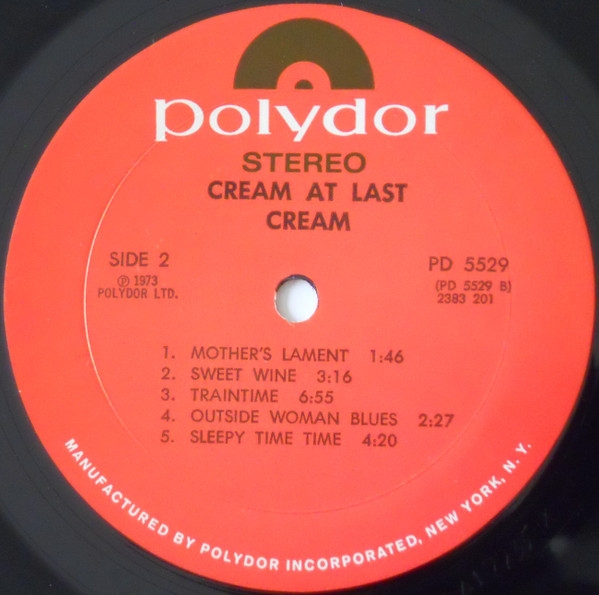 polydor
STEREO
CREAM AT LAST
CREAM
SIDE 2
℗ 1973
POLYDOR LTD.
PD 5529
(PD 5529 B)
2383 201
1. MOTHER'S LAMENT 1:46
2. SWEET WINE 3:16
3. TRAINTIME 6:55
4. OUTSIDE WOMAN BLUES 2:27
5. SLEEPY TIME TIME 4:20
MANUFACTURED BY POLYDOR INCORPORATED, NEW YORK, N. Y.